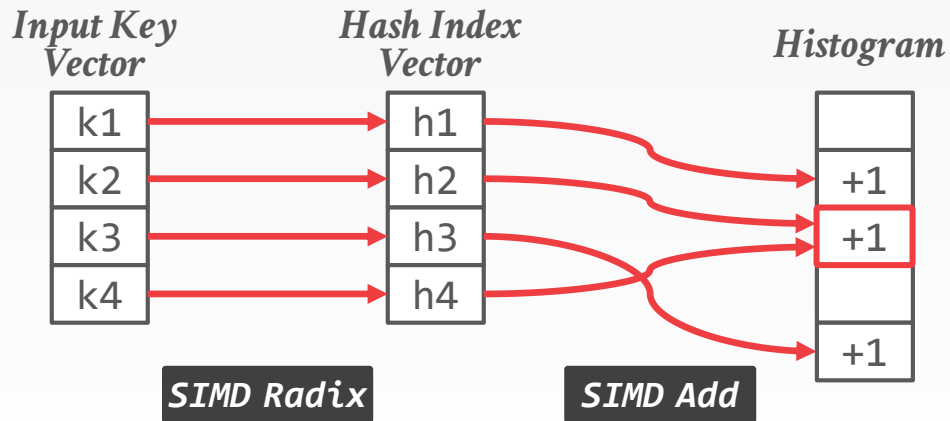 Input Key
Vector
Hash Index
Vector
Histogram
k1
h1
k2
h2
+1
k3
h3
+1
k4
h4
+1
SIMD Radix
SIMD Add